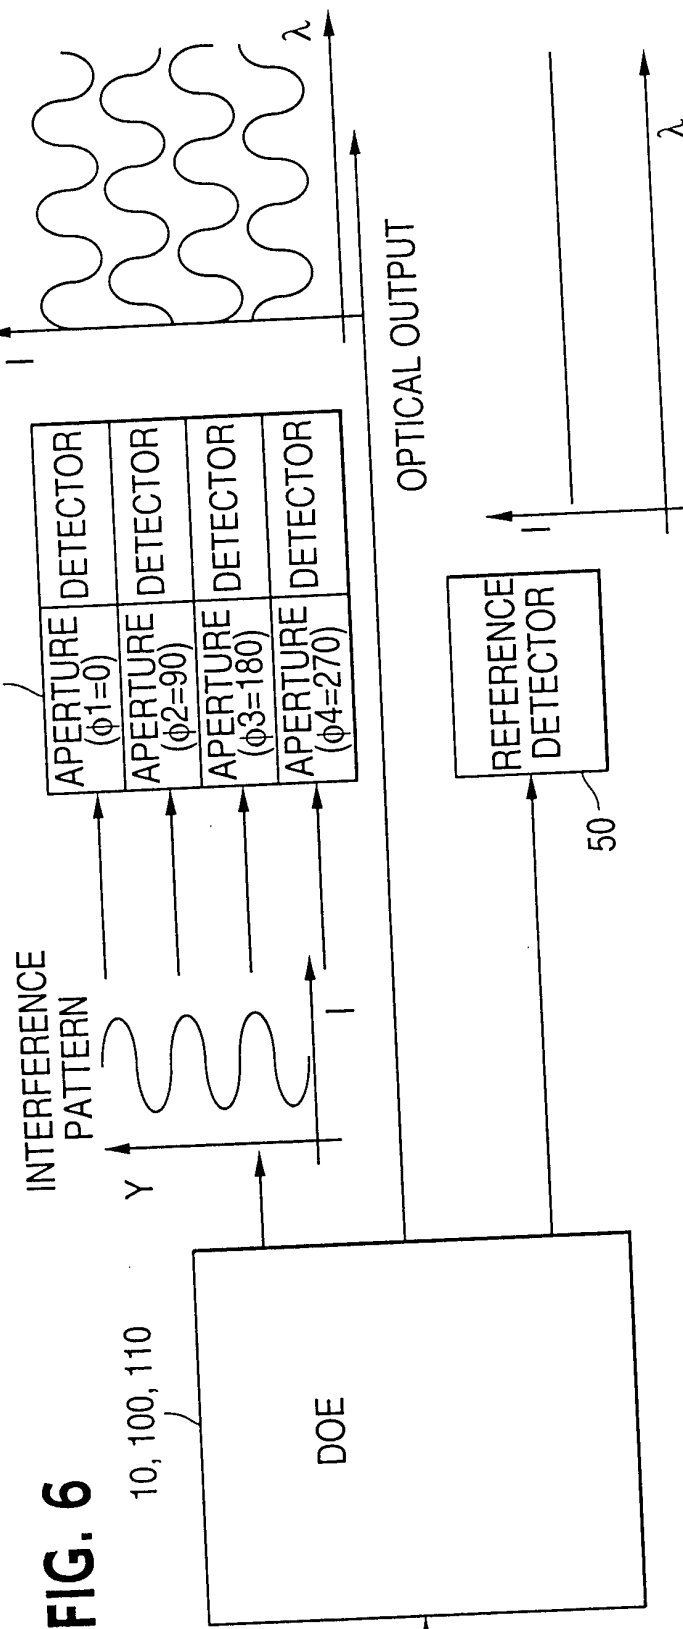 FIG. 6
10, 100, 110
DOE
INTERFERENCE
PATTERN
Y
I
APERTURE
(ϕ1=0)
DETECTOR
APERTURE
(ϕ2=90)
DETECTOR
APERTURE
(ϕ3=180)
DETECTOR
APERTURE
(ϕ4=270)
DETECTOR
I
λ
OPTICAL OUTPUT
REFERENCE
DETECTOR
50
I
λ